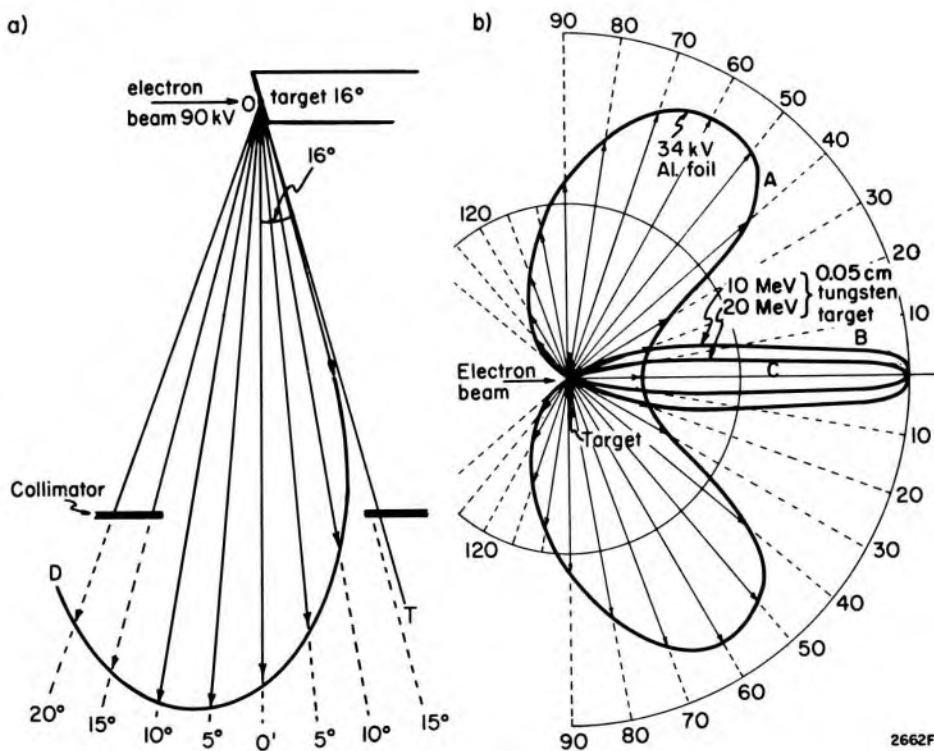 a)
electron
beam 90 kV
O
target 16°
16°
Collimator
D
T
20°
15°
10°
5°
0'
5°
10°
15°
b)
90
80
70
60
50
40
30
20
10
34 kV
Al. foil
A
120
10 MeV
20 MeV
} 0.05 cm
tungsten
target
B
C
Electron
beam
Target
10
20
30
40
50
60
70
80
90
120
2662F